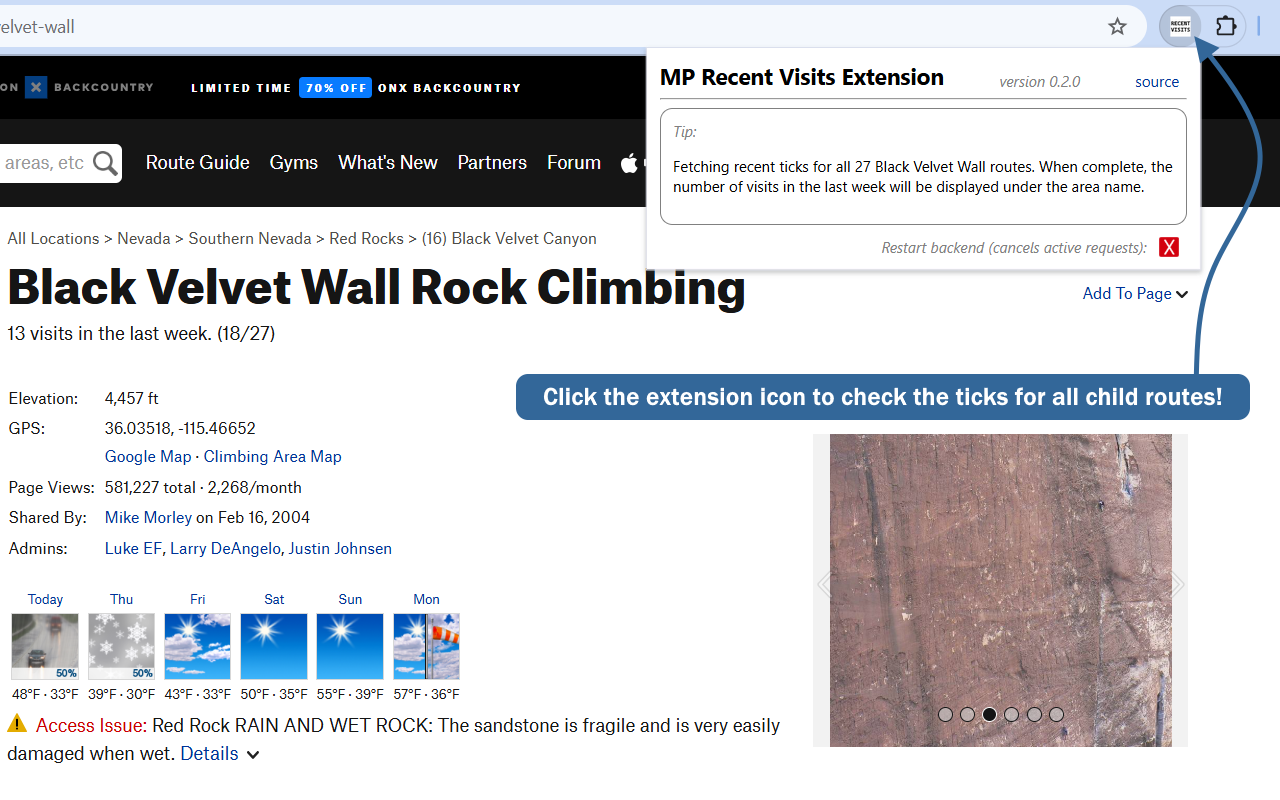 elvet-wall
RECENT
VISITS
MP Recent Visits Extension version 0.2.0 source
Tip:
Fetching recent ticks for all 27 Black Velvet Wall routes. When complete, the
number of visits in the last week will be displayed under the area name.
Restart backend (cancels active requests): X
ON X BACKCOUNTRY LIMITED TIME 70% OFF ONX BACKCOUNTRY
areas, etc Route Guide Gyms What's New Partners Forum
All Locations > Nevada > Southern Nevada > Red Rocks > (16) Black Velvet Canyon
Black Velvet Wall Rock Climbing
Add To Page
13 visits in the last week. (18/27)
Click the extension icon to check the ticks for all child routes!
Elevation: 4,457 ft
GPS: 36.03518, -115.46652
Google Map · Climbing Area Map
Page Views: 581,227 total · 2,268/month
Shared By: Mike Morley on Feb 16, 2004
Admins: Luke EF, Larry DeAngelo, Justin Johnsen
Today Thu Fri Sat Sun Mon
50% 50%
48°F · 33°F 39°F · 30°F 43°F · 33°F 50°F · 35°F 55°F · 39°F 57°F · 36°F
Access Issue: Red Rock RAIN AND WET ROCK: The sandstone is fragile and is very easily
damaged when wet. Details